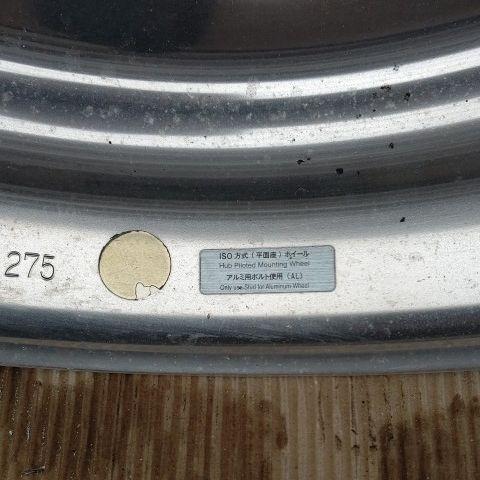 275
ISO 方式 (平面座) ホイール
Hub Piloted Mounting Wheel
アルミ用ボルト使用 (AL)
Only use Stud for Aluminum Wheel